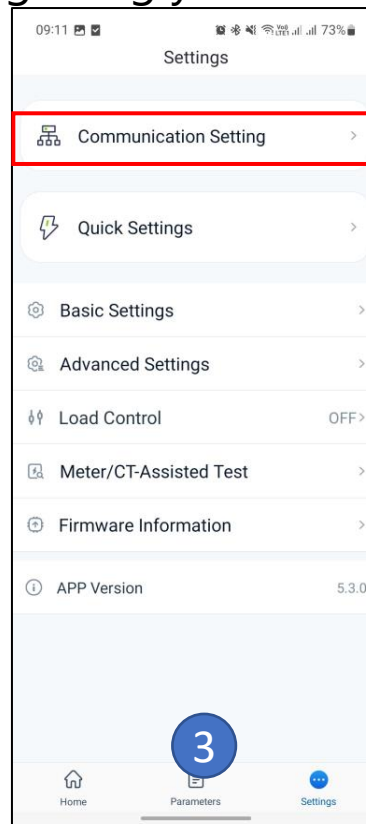 09:11 73%
Settings
Communication Setting
Quick Settings
Basic Settings
Advanced Settings
Load Control OFF
Meter/CT-Assisted Test
Firmware Information
APP Version 5.3.0
3
Home Parameters Settings